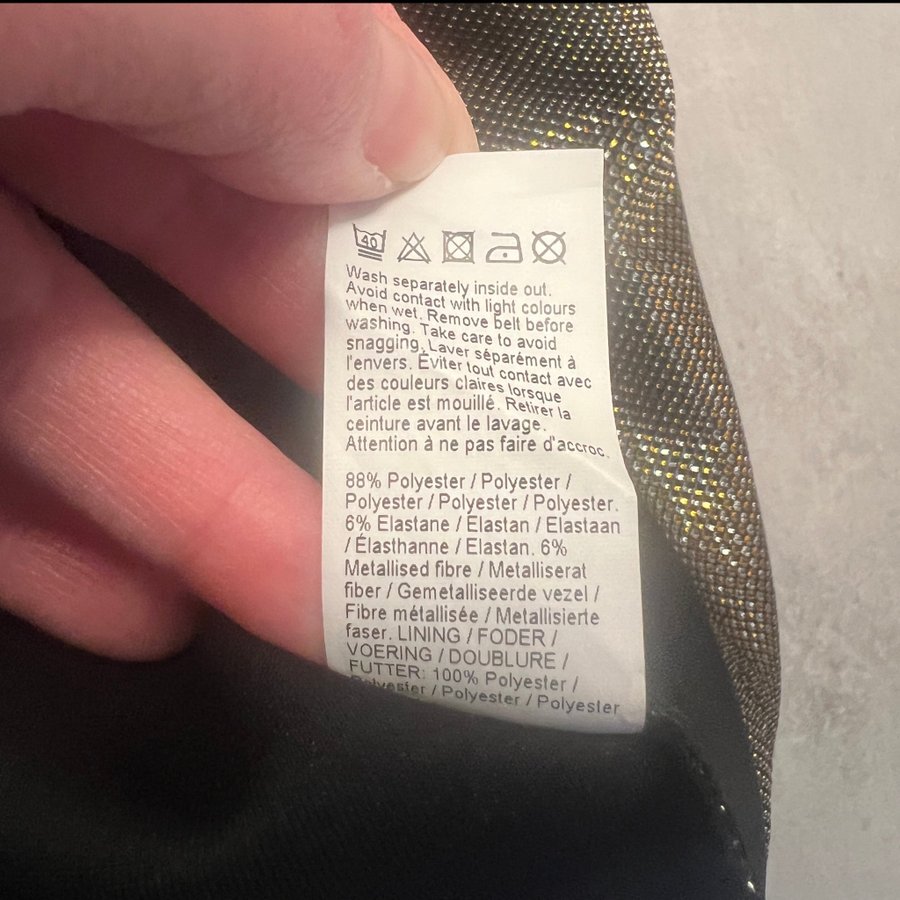 40
Wash separately inside out.
Avoid contact with light colours
when wet. Remove belt before
washing. Take care to avoid
snagging. Laver séparément à
l'envers. Éviter tout contact avec
des couleurs claires lorsque
l'article est mouillé. Retirer la
ceinture avant le lavage.
Attention à ne pas faire d'accroc.
88% Polyester / Polyester /
Polyester / Polyester / Polyester.
6% Elastane / Elastan / Elastaan
/ Élasthanne / Elastan. 6%
Metallised fibre / Metalliserat
fiber / Gemetalliseerde vezel /
Fibre métallisée / Metallisierte
faser. LINING / FODER /
VOERING / DOUBLURE /
FUTTER: 100% Polyester /
Polyester / Polyester / Polyester